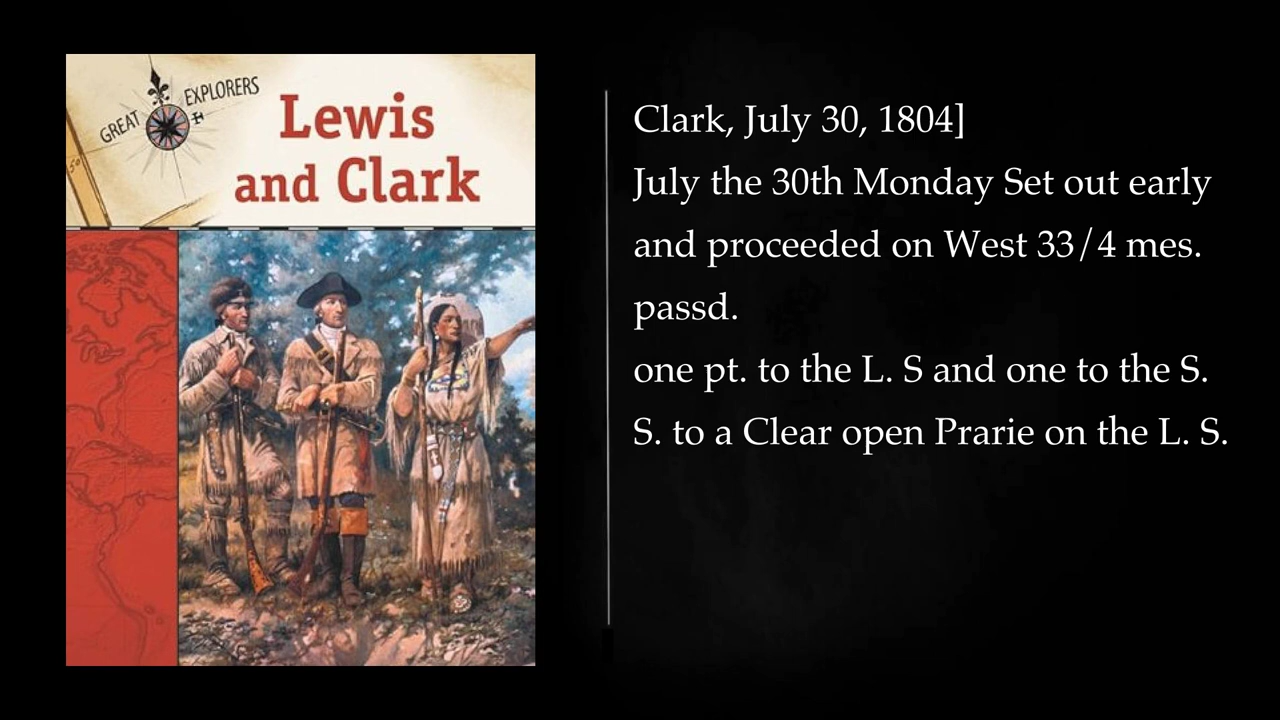 GREAT EXPLORERS
Lewis
and Clark
Clark, July 30, 1804]
July the 30th Monday Set out early
and proceeded on West 33/4 mes.
passd.
one pt. to the L. S and one to the S.
S. to a Clear open Prarie on the L. S.
E
50